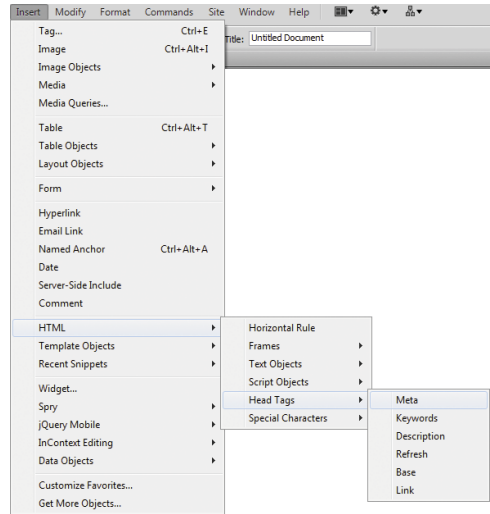 Insert Modify Format Commands Site Window Help
Title: Untitled Document
Tag... Ctrl+E
Image Ctrl+Alt+I
Image Objects
Media
Media Queries...
Table Ctrl+Alt+T
Table Objects
Layout Objects
Form
Hyperlink
Email Link
Named Anchor Ctrl+Alt+A
Date
Server-Side Include
Comment
HTML
Template Objects
Recent Snippets
Widget...
Spry
jQuery Mobile
InContext Editing
Data Objects
Customize Favorites...
Get More Objects...
Horizontal Rule
Frames
Text Objects
Script Objects
Head Tags
Special Characters
Meta
Keywords
Description
Refresh
Base
Link